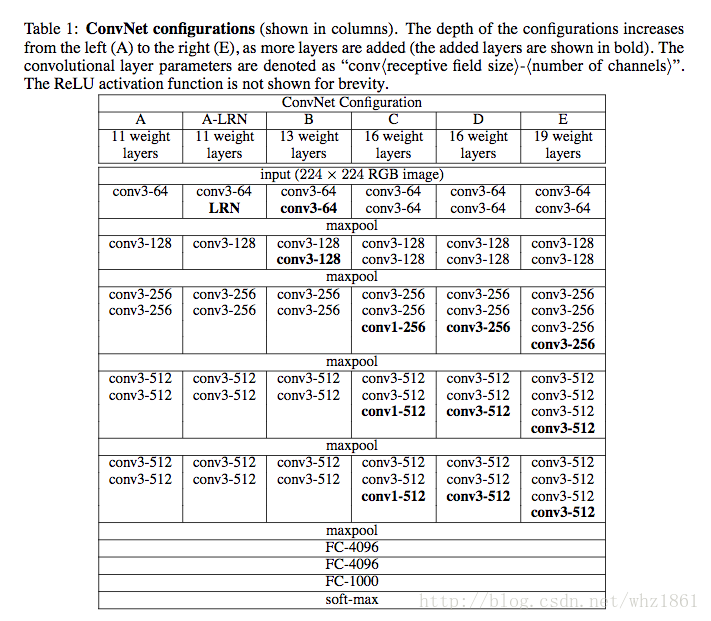 Table 1: ConvNet configurations (shown in columns). The depth of the configurations increases
from the left (A) to the right (E), as more layers are added (the added layers are shown in bold). The
convolutional layer parameters are denoted as “conv⟨receptive field size⟩-⟨number of channels⟩”.
The ReLU activation function is not shown for brevity.
ConvNet Configuration
A A-LRN B C D E
11 weight 11 weight 13 weight 16 weight 16 weight 19 weight
layers layers layers layers layers layers
input (224 × 224 RGB image)
conv3-64 conv3-64 conv3-64 conv3-64 conv3-64 conv3-64
LRN conv3-64 conv3-64 conv3-64 conv3-64
maxpool
conv3-128 conv3-128 conv3-128 conv3-128 conv3-128 conv3-128
conv3-128 conv3-128 conv3-128 conv3-128
maxpool
conv3-256 conv3-256 conv3-256 conv3-256 conv3-256 conv3-256
conv3-256 conv3-256 conv3-256 conv3-256 conv3-256 conv3-256
conv1-256 conv3-256 conv3-256
conv3-256
maxpool
conv3-512 conv3-512 conv3-512 conv3-512 conv3-512 conv3-512
conv3-512 conv3-512 conv3-512 conv3-512 conv3-512 conv3-512
conv1-512 conv3-512 conv3-512
conv3-512
maxpool
conv3-512 conv3-512 conv3-512 conv3-512 conv3-512 conv3-512
conv3-512 conv3-512 conv3-512 conv3-512 conv3-512 conv3-512
conv1-512 conv3-512 conv3-512
conv3-512
maxpool
FC-4096
FC-4096
FC-1000
soft-max
http://blog.csdn.net/whz1861